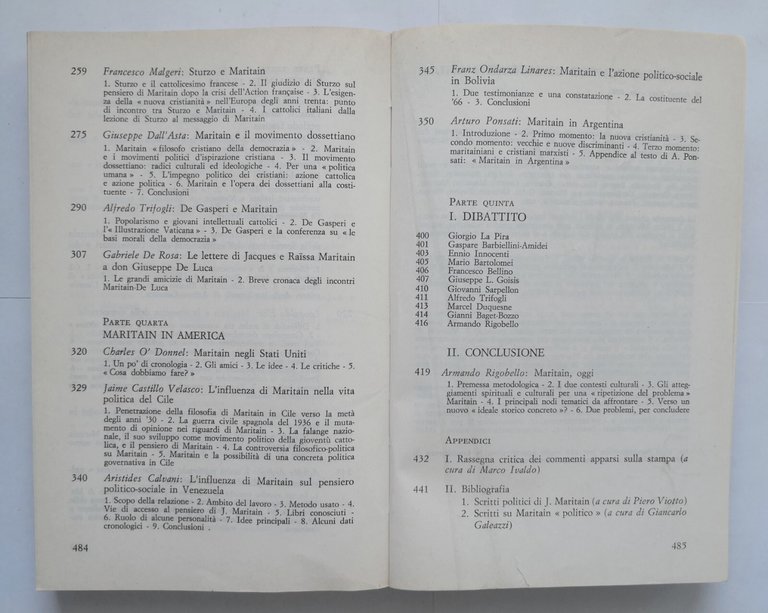 259 Francesco Malgeri: Sturzo e Maritain
1. Sturzo e il cattolicesimo francese - 2. Il giudizio di Sturzo sul
pensiero di Maritain dopo la crisi dell'Action française - 3. L'esigen-
za della « nuova cristianità » nell'Europa degli anni trenta: punto
di incontro tra Sturzo ed Maritain - 4. I cattolici italiani dalla
lezione di Sturzo al messaggio di Maritain
275 Giuseppe Dall'Asta: Maritain e il movimento dossettiano
1. Maritain « filosofo cristiano della democrazia » - 2. Maritain
e i movimenti politici d'ispirazione cristiana - 3. Il movimento
dossettiano: radici culturali ed ideologiche - 4. Per una « politica
umana » - 5. L'impegno politico dei cristiani: azione cattolica
e azione politica - 6. Maritain e l'opera dei dossettiani alla costi-
tuente - 7. Conclusioni
290 Alfredo Trifogli: De Gasperi e Maritain
1. Popolarismo e giovani intellettuali cattolici - 2. De Gasperi e
l'« Illustrazione Vaticana » - 3. De Gasperi e la conferenza su « le
basi morali della democrazia »
307 Gabriele De Rosa: Le lettere di Jacques e Raïssa Maritain
a don Giuseppe De Luca
1. Le grandi amicizie di Maritain - 2. Breve cronaca degli incontri
Maritain-De Luca
PARTE QUARTA
MARITAIN IN AMERICA
320 Charles O' Donnel: Maritain negli Stati Uniti
1. Un po' di cronologia - 2. Gli amici - 3. Le idee - 4. Le critiche - 5.
« Cosa dobbiamo fare? »
329 Jaime Castillo Velasco: L'influenza di Maritain nella vita
politica del Cile
1. Penetrazione della filosofia di Maritain in Cile verso la metà
degli anni '30 - 2. La guerra civile spagnola del 1936 e il muta-
mento di opinione nei riguardi di Maritain - 3. La falange nazio-
nale, il suo sviluppo come movimento politico della gioventù catto-
lica, e il pensiero di Maritain - 4. La controversia filosofico-politica
su Maritain - 5. Maritain e la possibilità di una concreta politica
governativa in Cile
340 Aristides Calvani: L'influenza di Maritain sul pensiero
politico-sociale in Venezuela
1. Scopo della relazione - 2. Ambito del lavoro - 3. Metodo usato - 4.
Vie di accesso al pensiero di J. Maritain - 5. Libri conosciuti -
6. Ruolo di alcune personalità - 7. Idee principali - 8. Alcuni dati
cronologici - 9. Conclusioni .
484
345 Franz Ondarza Linares: Maritain e l'azione politico-sociale
in Bolivia
1. Due testimonianze e una constatazione - 2. La costituente del
'66 - 3. Conclusioni
350 Arturo Ponsati: Maritain in Argentina
1. Introduzione - 2. Primo momento: la nuova cristianità - 3. Se-
condo momento: vecchie e nuove discriminanti - 4. Terzo momento:
maritainiani e cristiani marxisti - 5. Appendice al testo di A. Pon-
sati: « Maritain in Argentina »
PARTE QUINTA
I. DIBATTITO
400 Giorgio La Pira
401 Gaspare Barbiellini-Amidei
403 Ennio Innocenti
405 Mario Bartolomei
406 Francesco Bellino
407 Giuseppe L. Goisis
410 Giovanni Sarpellon
411 Alfredo Trifogli
413 Marcel Duquesne
414 Gianni Baget-Bozzo
416 Armando Rigobello
II. CONCLUSIONE
419 Armando Rigobello: Maritain, oggi
1. Premessa metodologica - 2. I due contesti culturali - 3. Gli atteg-
giamenti spirituali e culturali per una « ripetizione del problema »
Maritain - 4. I principali nodi tematici da affrontare - 5. Verso un
nuovo « ideale storico concreto »? - 6. Due problemi, per concludere
APPENDICI
432 I. Rassegna critica dei commenti apparsi sulla stampa (a
cura di Marco Ivaldo)
441 II. Bibliografia
1. Scritti politici di J. Maritain (a cura di Piero Viotto)
2. Scritti su Maritain « politico » (a cura di Giancarlo
Galeazzi)
485